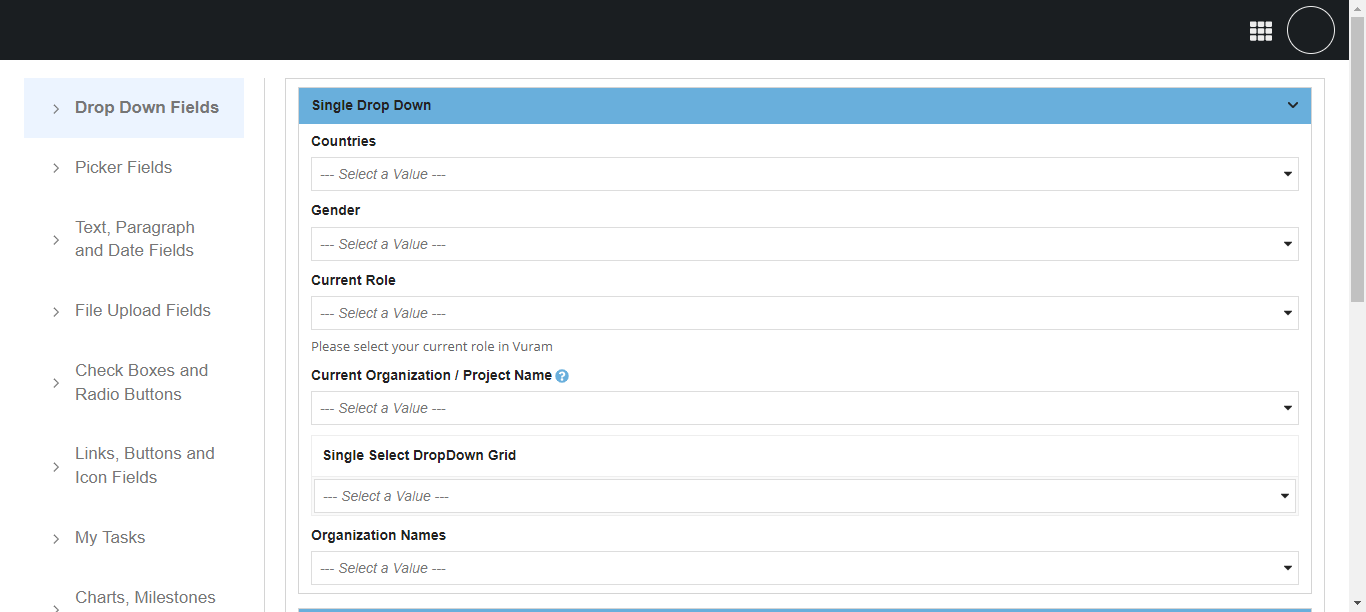 Drop Down Fields
Picker Fields
Text, Paragraph
and Date Fields
File Upload Fields
Check Boxes and
Radio Buttons
Links, Buttons and
Icon Fields
My Tasks
Charts, Milestones
Single Drop Down
Countries
--- Select a Value ---
Gender
--- Select a Value ---
Current Role
--- Select a Value ---
Please select your current role in Vuram
Current Organization / Project Name ?
--- Select a Value ---
Single Select DropDown Grid
--- Select a Value ---
Organization Names
--- Select a Value ---